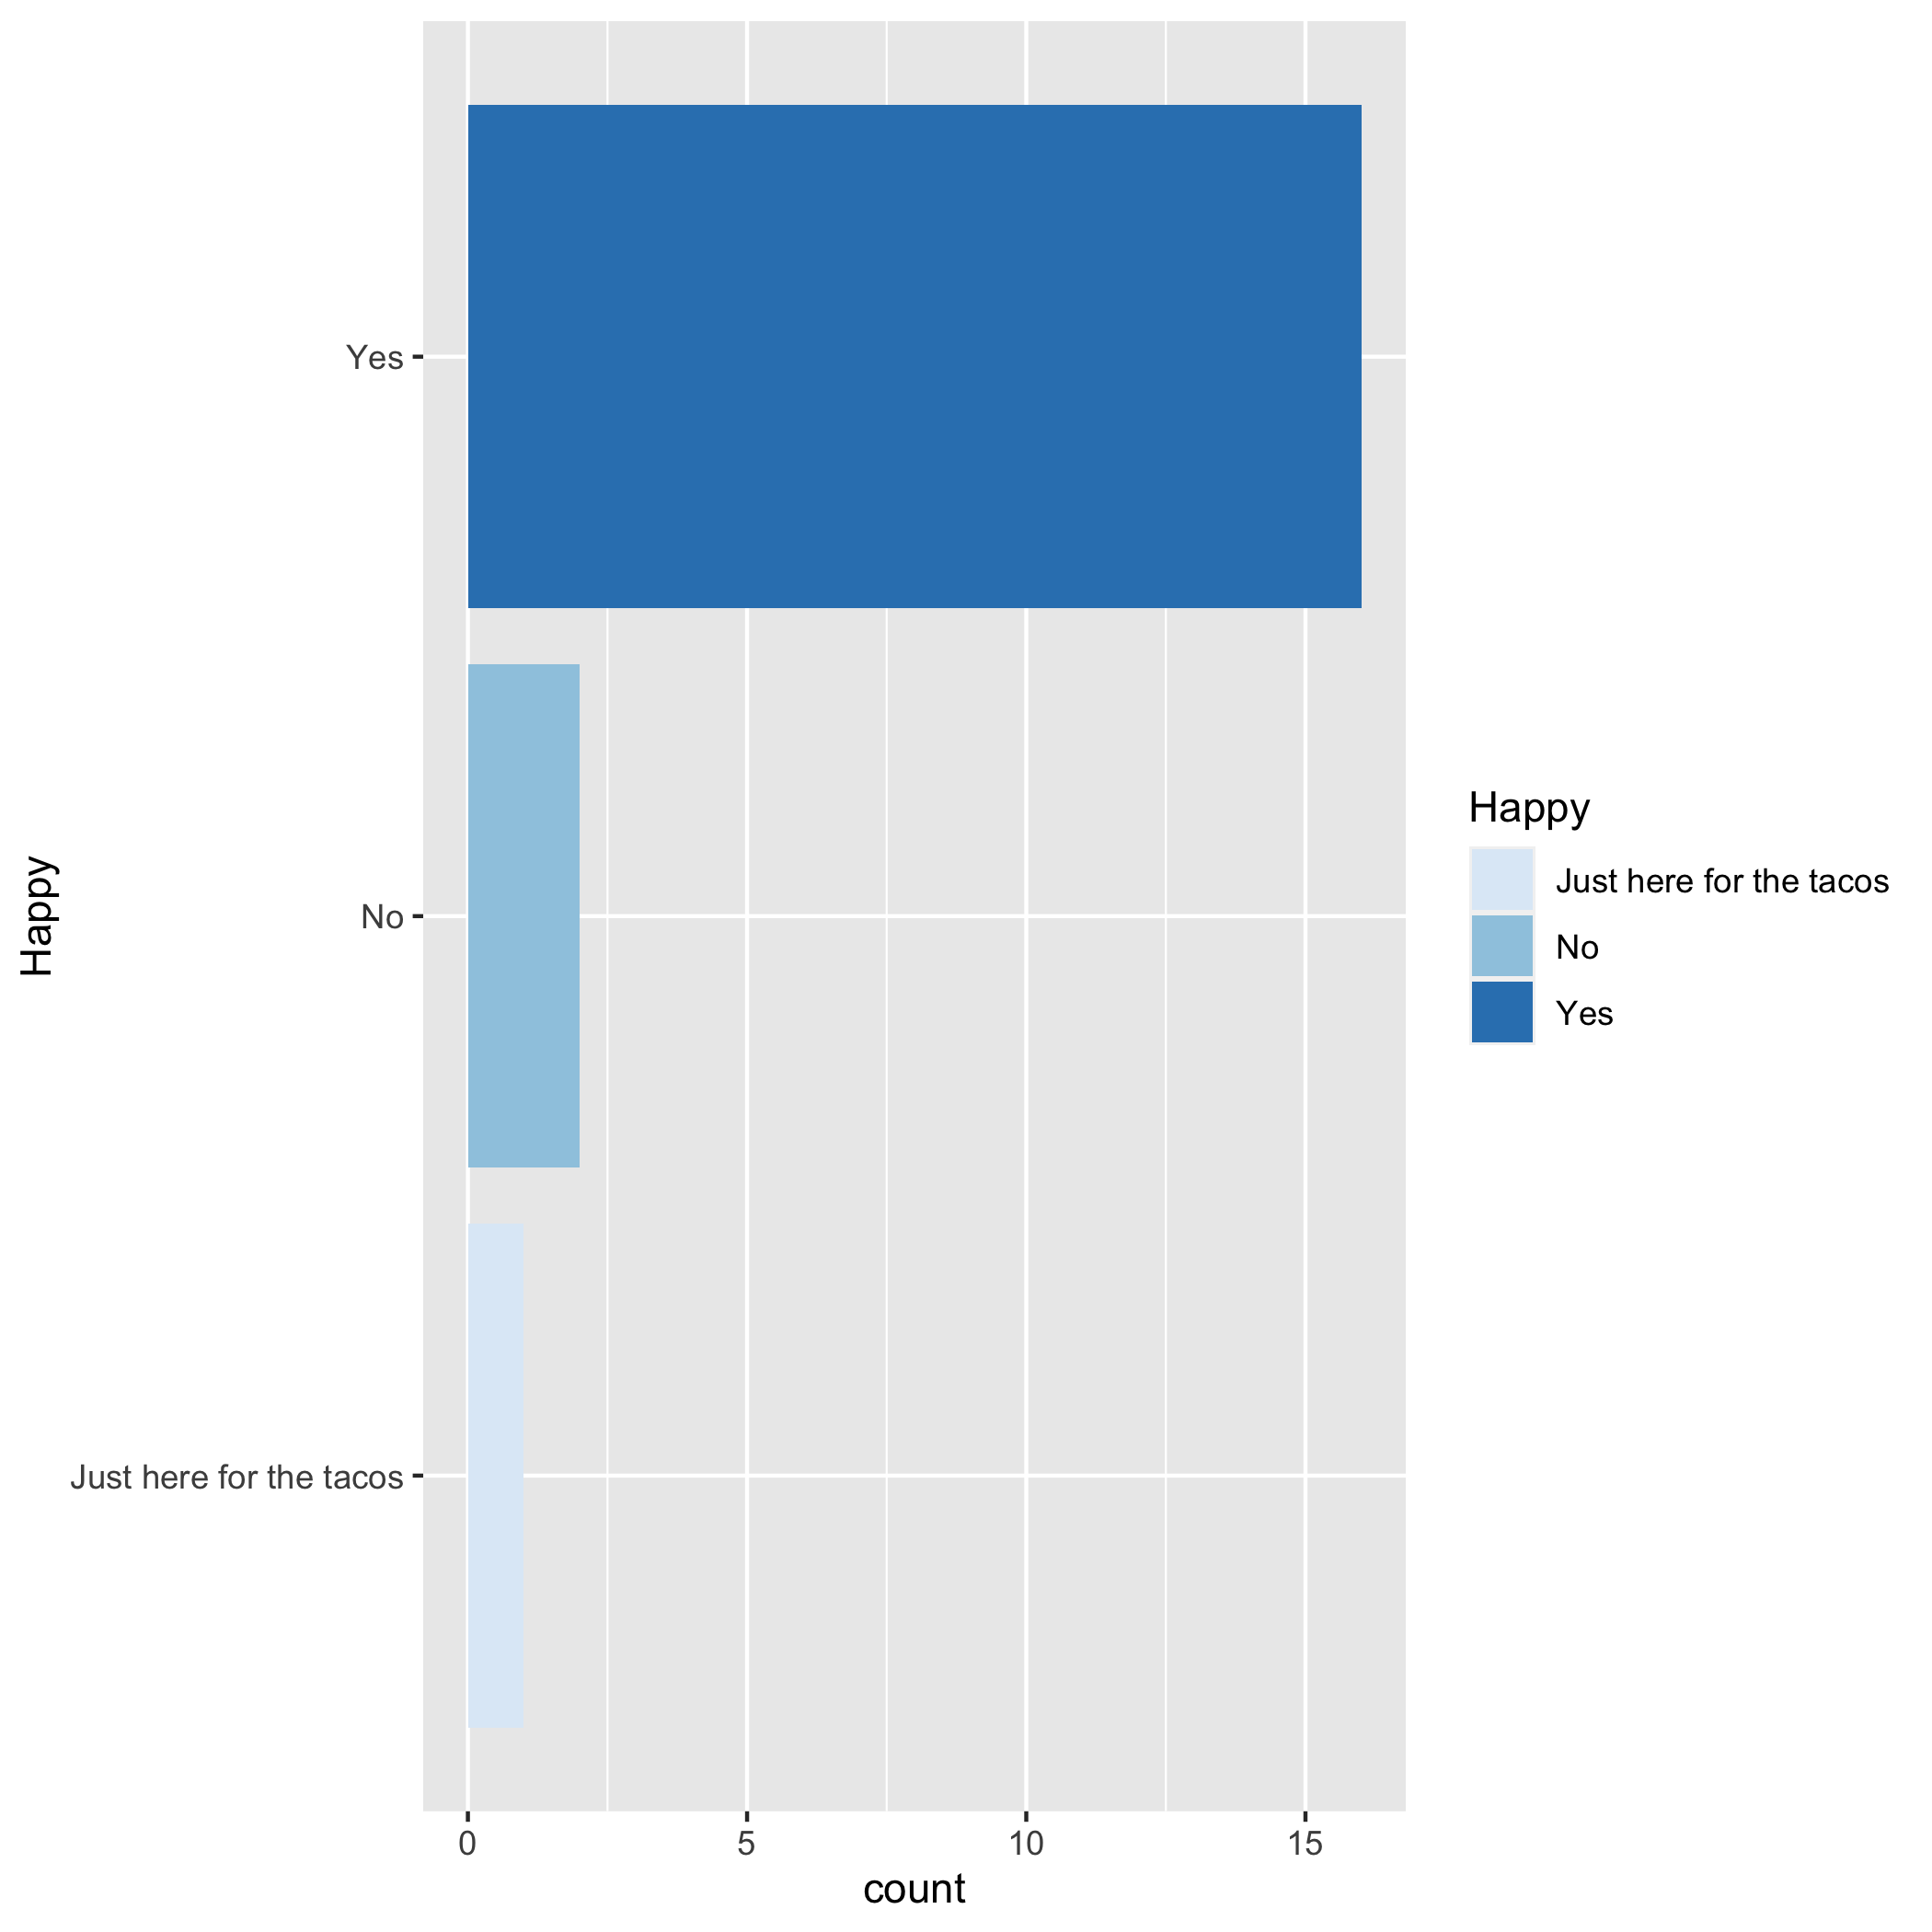 Yes
No
Just here for the tacos
Happy
0 5 10 15
count
Happy
Just here for the tacos
No
Yes